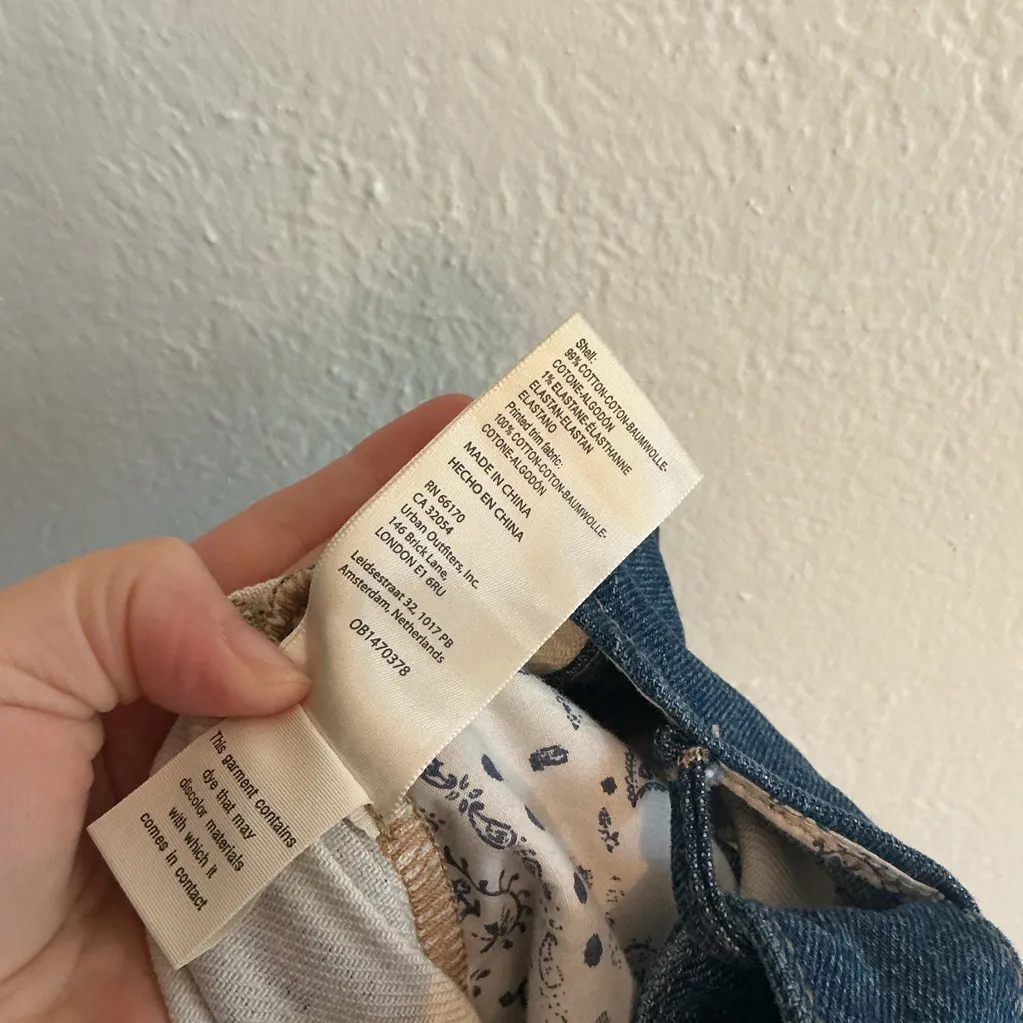 Shell:
99% COTTON-COTON-BAUMWOLLE-
COTONE-ALGODÓN
1% ELASTANE-ÉLASTHANNE
ELASTAN-ELASTAN
ELASTANO
Printed trim fabric:
100% COTTON-COTON-BAUMWOLLE-
COTONE-ALGODÓN
MADE IN CHINA
HECHO EN CHINA
RN 66170
CA 32054
Urban Outfitters, Inc.
146 Brick Lane,
LONDON E1 6RU
Leidsestraat 32, 1017 PB
Amsterdam, Netherlands
OB1470378
This garment contains
dye that may
discolor materials
with which it
comes in contact